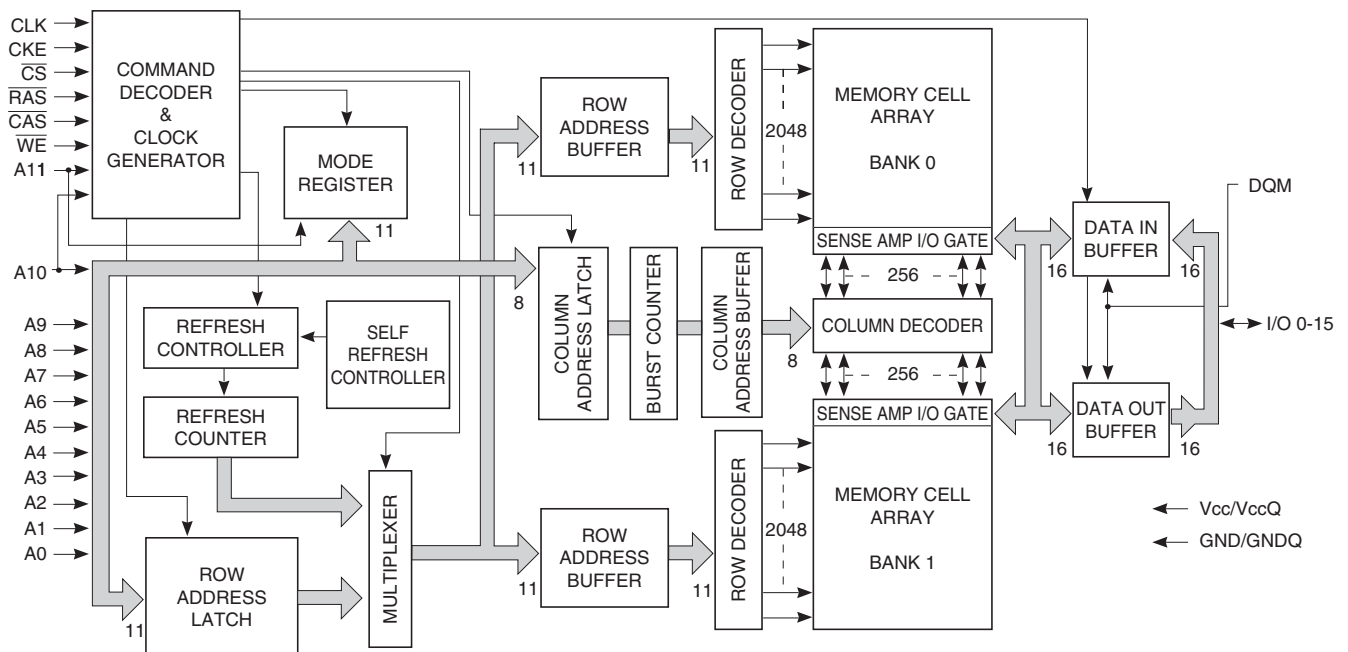 CLK
CKE
CS
RAS
CAS
WE
A11
A10
A9
A8
A7
A6
A5
A4
A3
A2
A1
A0
COMMAND
DECODER
&
CLOCK
GENERATOR
MODE
REGISTER
11
REFRESH
CONTROLLER
SELF
REFRESH
CONTROLLER
REFRESH
COUNTER
ROW
ADDRESS
LATCH
11
MULTIPLEXER
ROW
ADDRESS
BUFFER
11
11
ROW DECODER
2048
MEMORY CELL
ARRAY
BANK 0
SENSE AMP I/O GATE
8
COLUMN
ADDRESS LATCH
BURST COUNTER
COLUMN
ADDRESS BUFFER
8
256
COLUMN DECODER
256
SENSE AMP I/O GATE
MEMORY CELL
ARRAY
BANK 1
ROW
ADDRESS
BUFFER
11
11
ROW DECODER
2048
DQM
DATA IN
BUFFER
16
16
I/O 0-15
DATA OUT
BUFFER
16
16
Vcc/VccQ
GND/GNDQ